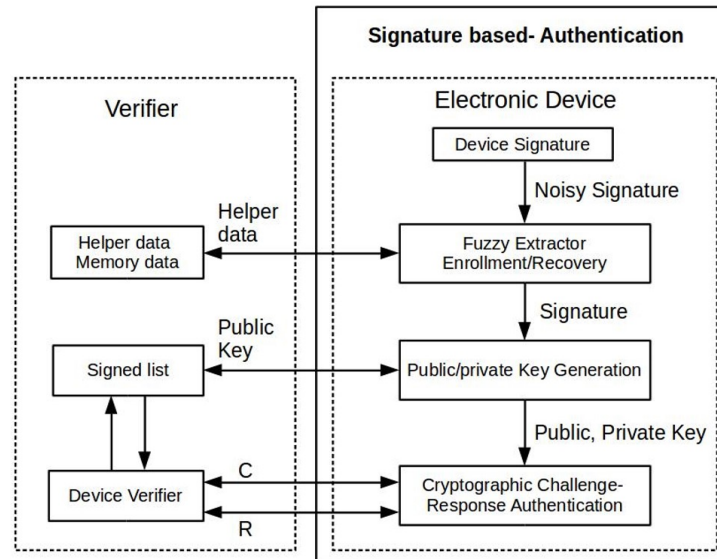 Signature based- Authentication
Verifier
Electronic Device
Device Signature
Noisy Signature
Helper
data
Helper data
Memory data
Fuzzy Extractor
Enrollment/Recovery
Signature
Public
Key
Signed list
Public/private Key Generation
Public, Private Key
C
Device Verifier
Cryptographic Challenge-
Response Authentication
R